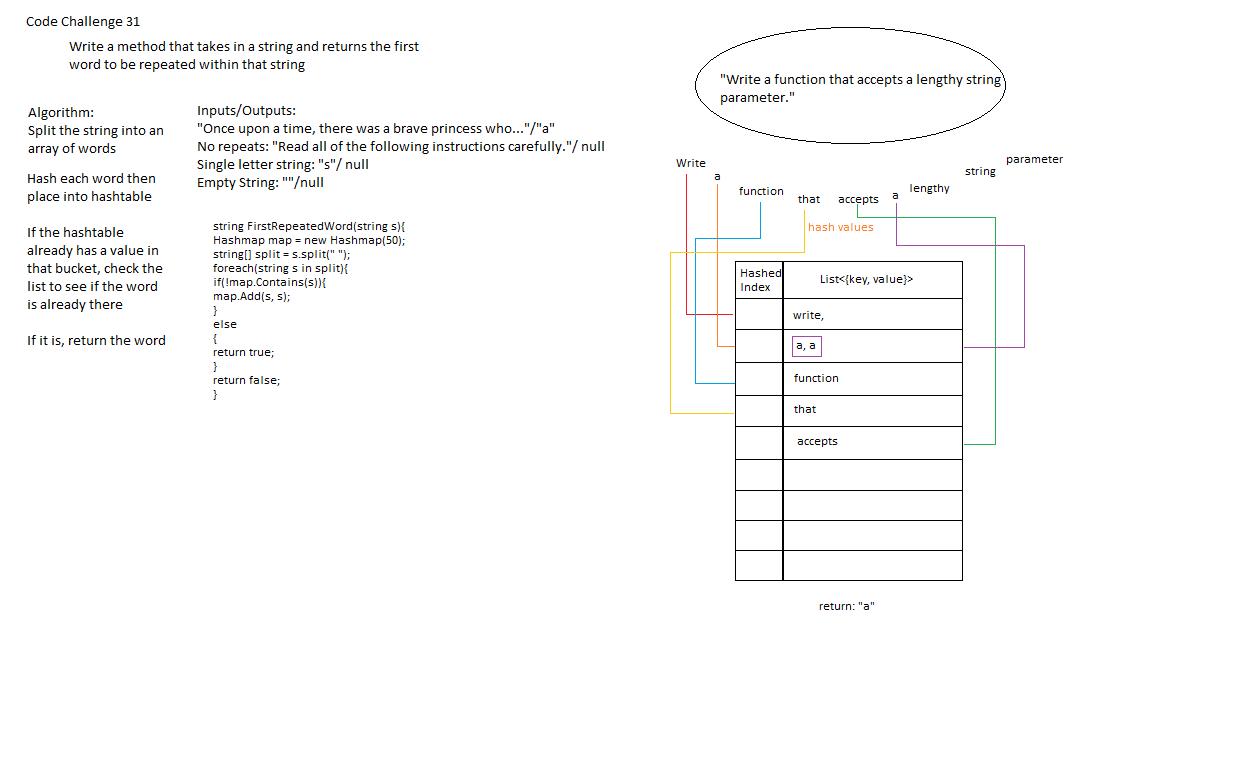 Code Challenge 31
Write a method that takes in a string and returns the first
word to be repeated within that string
Algorithm:
Split the string into an
array of words
Hash each word then
place into hashtable
If the hashtable
already has a value in
that bucket, check the
list to see if the word
is already there
If it is, return the word
Inputs/Outputs:
"Once upon a time, there was a brave princess who..."/"a"
No repeats: "Read all of the following instructions carefully."/ null
Single letter string: "s"/ null
Empty String: ""/null
string FirstRepeatedWord(string s){
Hashmap map = new Hashmap(50);
string[] split = s.split(" ");
foreach(string s in split){
if(!map.Contains(s)){
map.Add(s, s);
}
else
{
return true;
}
return false;
}
"Write a function that accepts a lengthy string
parameter."
Write
a
function
that
accepts
a
lengthy
string
parameter
hash values
Hashed
Index
List<{key, value}>
write,
a, a
function
that
accepts
return: "a"